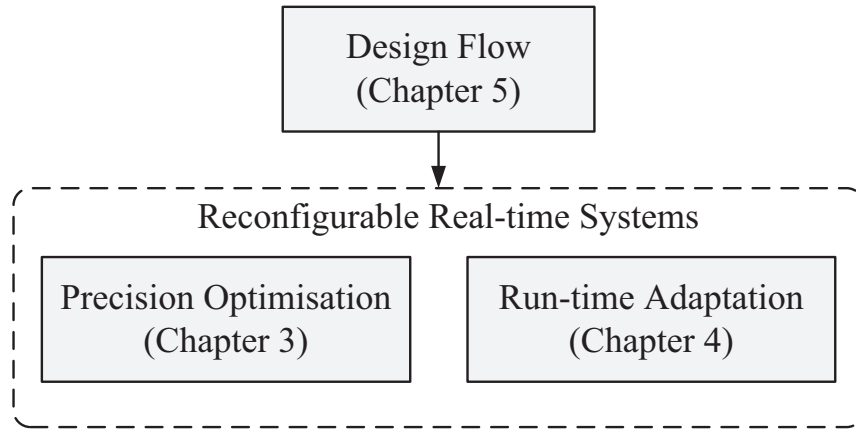 Design Flow
(Chapter 5)
Reconfigurable Real-time Systems
Precision Optimisation
(Chapter 3)
Run-time Adaptation
(Chapter 4)